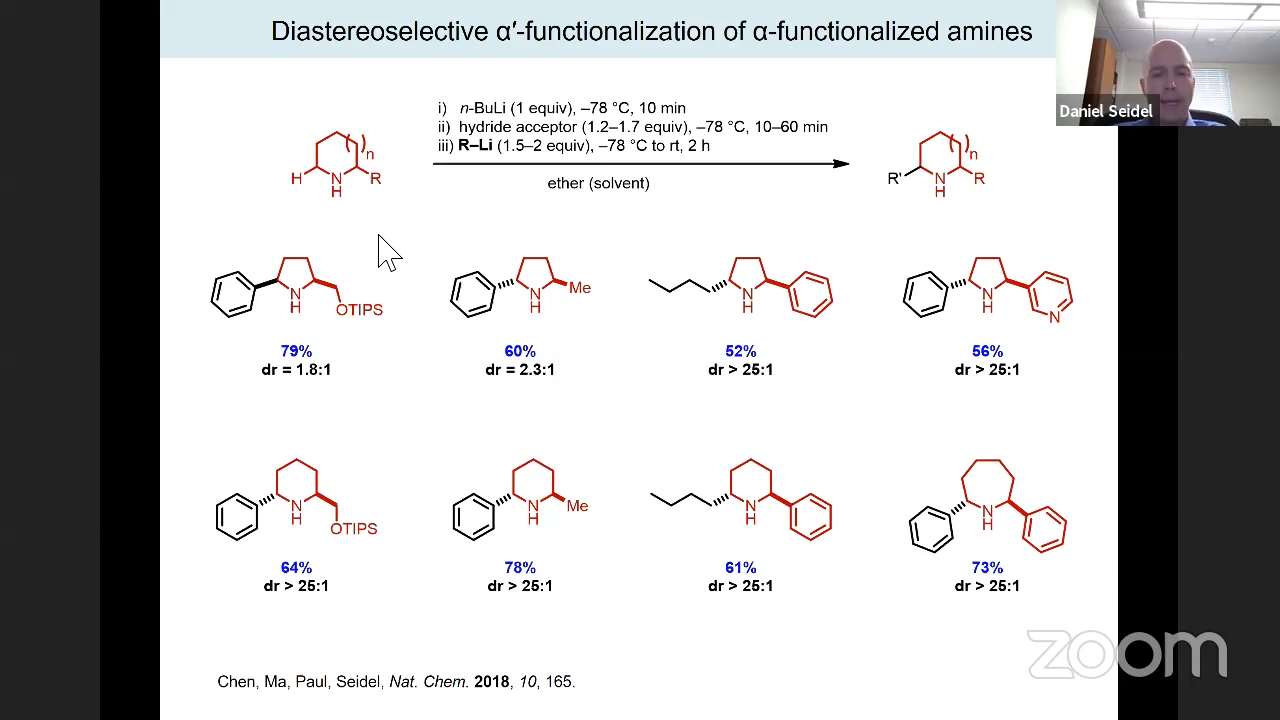 Diastereoselective α′-functionalization of α-functionalized amines
Daniel Seidel
i) n-BuLi (1 equiv), –78 °C, 10 min
ii) hydride acceptor (1.2–1.7 equiv), –78 °C, 10–60 min
iii) R–Li (1.5–2 equiv), –78 °C to rt, 2 h
ether (solvent)
H N H R ( )n
R' N H R ( )n
N H OTIPS
N H Me
N H
N H N
79% 60% 52% 56%
dr = 1.8:1 dr = 2.3:1 dr > 25:1 dr > 25:1
N H OTIPS
N H Me
N H
N H
64% 78% 61% 73%
dr > 25:1 dr > 25:1 dr > 25:1 dr > 25:1
zoom
Chen, Ma, Paul, Seidel, Nat. Chem. 2018, 10, 165.